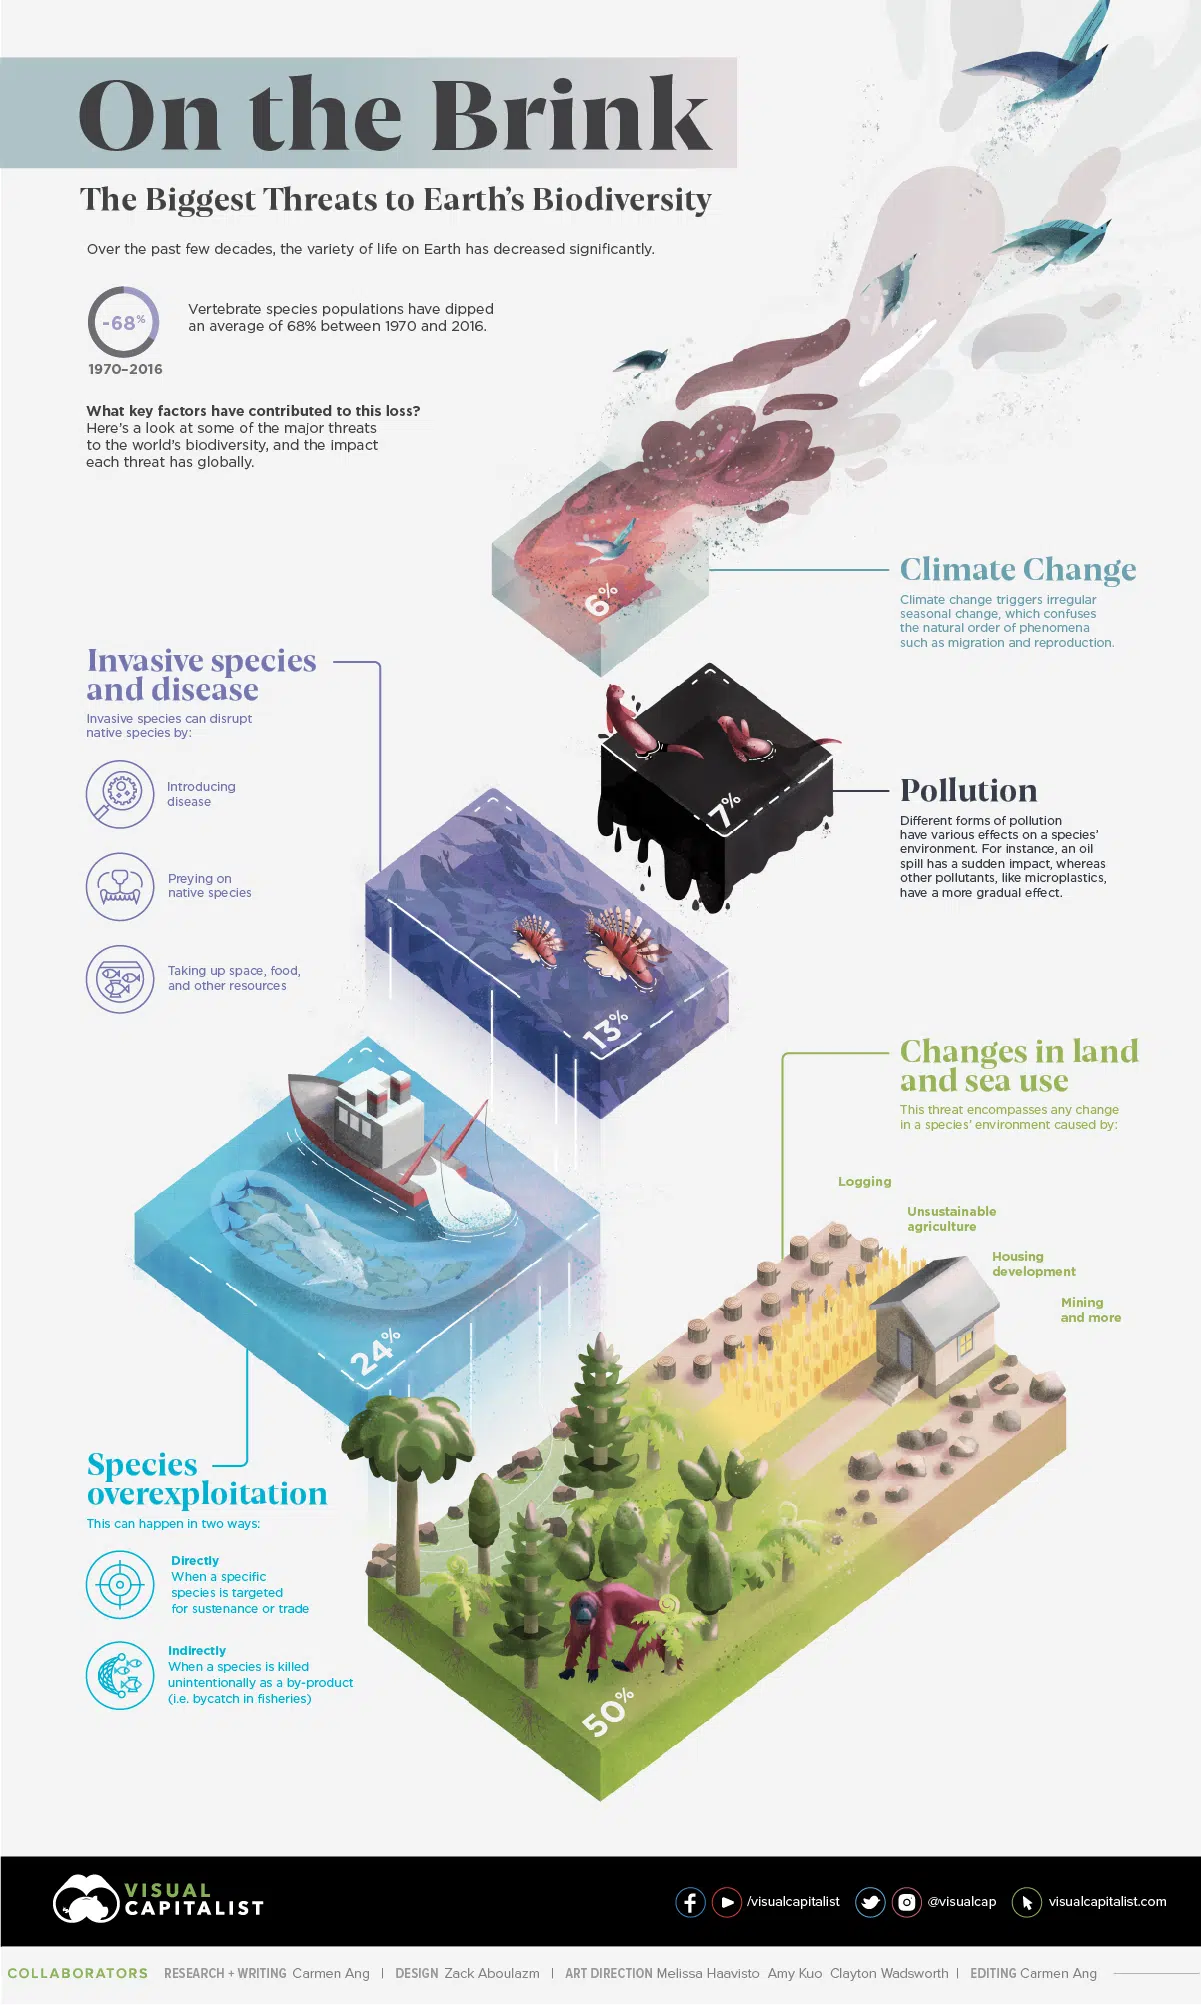 On the Brink
The Biggest Threats to Earth's Biodiversity
Over the past few decades, the variety of life on Earth has decreased significantly.
-68%
1970–2016
Vertebrate species populations have dipped
an average of 68% between 1970 and 2016.
What key factors have contributed to this loss?
Here's a look at some of the major threats
to the world's biodiversity, and the impact
each threat has globally.
6%
Climate Change
Climate change triggers irregular
seasonal change, which confuses
the natural order of phenomena
such as migration and reproduction.
Invasive species
and disease
Invasive species can disrupt
native species by:
Introducing
disease
Preying on
native species
Taking up space, food,
and other resources
7%
Pollution
Different forms of pollution
have various effects on a species'
environment. For instance, an oil
spill has a sudden impact, whereas
other pollutants, like microplastics,
have a more gradual effect.
13%
Changes in land
and sea use
This threat encompasses any change
in a species' environment caused by:
Logging
Unsustainable
agriculture
Housing
development
Mining
and more
24%
Species
overexploitation
This can happen in two ways:
Directly
When a specific
species is targeted
for sustenance or trade
Indirectly
When a species is killed
unintentionally as a by-product
(i.e. bycatch in fisheries)
50%
VISUAL
CAPITALIST
/visualcapitalist @visualcap visualcapitalist.com
COLLABORATORS RESEARCH + WRITING Carmen Ang | DESIGN Zack Aboulazm | ART DIRECTION Melissa Haavisto Amy Kuo Clayton Wadsworth | EDITING Carmen Ang